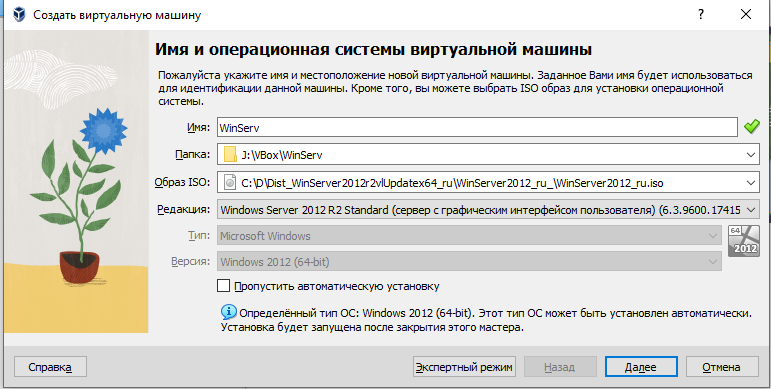 Создать виртуальную машину
?
Имя и операционная системы виртуальной машины
Пожалуйста укажите имя и местоположение новой виртуальной машины. Заданное Вами имя будет использоваться
для идентификации данной машины. Кроме того, вы можете выбрать ISO образ для установки операционной
системы.
Имя: WinServ
Папка: J:\VBox\WinServ
Образ ISO: C:\D\Dist_WinServer2012r2vlUpdatex64_ru\WinServer2012_ru_\WinServer2012_ru.iso
Редакция: Windows Server 2012 R2 Standard (сервер с графическим интерфейсом пользователя) (6.3.9600.17415
Тип: Microsoft Windows
64
2012
Версия: Windows 2012 (64-bit)
Пропустить автоматическую установку
Определённый тип ОС: Windows 2012 (64-bit). Этот тип ОС может быть установлен автоматически.
Установка будет запущена после закрытия этого мастера.
Справка Экспертный режим Назад Далее Отмена